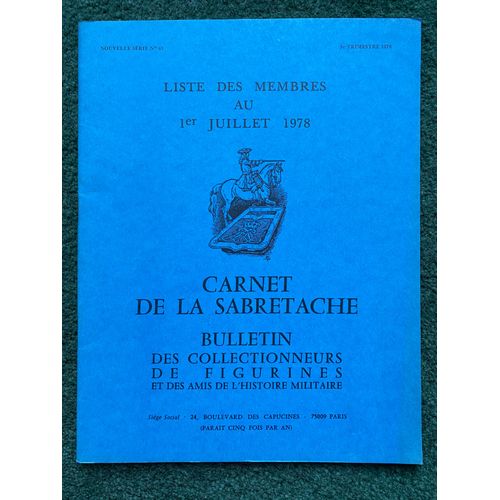 NOUVELLE SÉRIE N° 43
3e TRIMESTRE 1978
LISTE DES MEMBRES
AU
1er JUILLET 1978
CARNET
DE LA SABRETACHE
BULLETIN
DES COLLECTIONNEURS
DE FIGURINES
ET DES AMIS DE L'HISTOIRE MILITAIRE
Siège Social - 24, BOULEVARD DES CAPUCINES - 75009 PARIS
(PARAIT CINQ FOIS PAR AN)